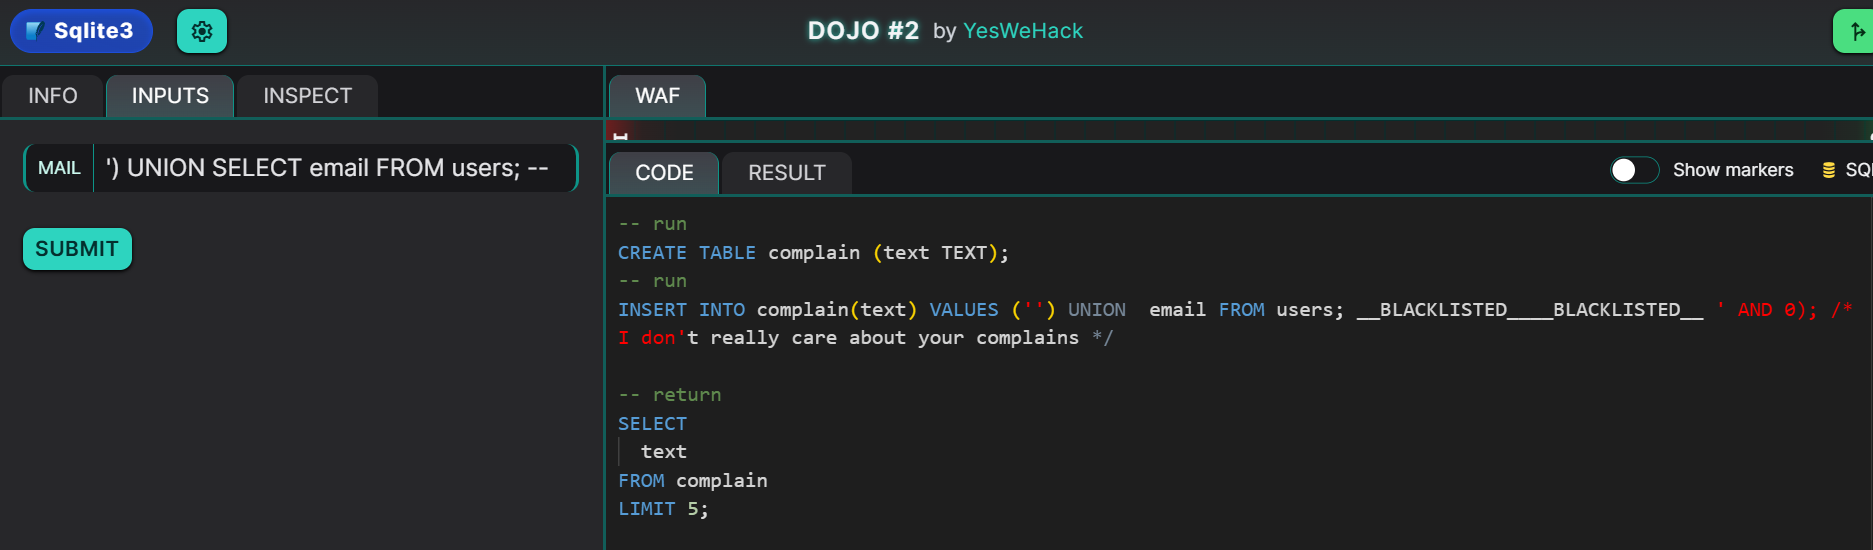 Sqlite3
DOJO #2 by YesWeHack
INFO INPUTS INSPECT
WAF
MAIL ') UNION SELECT email FROM users; --
SUBMIT
CODE RESULT
Show markers
-- run
CREATE TABLE complain (text TEXT);
-- run
INSERT INTO complain(text) VALUES ('') UNION  email FROM users; __BLACKLISTED____BLACKLISTED__ ' AND 0); /*
I don't really care about your complains */
-- return
SELECT
text
FROM complain
LIMIT 5;